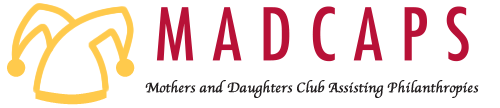 MADCAPS
Mothers and Daughters Club Assisting Philanthropies